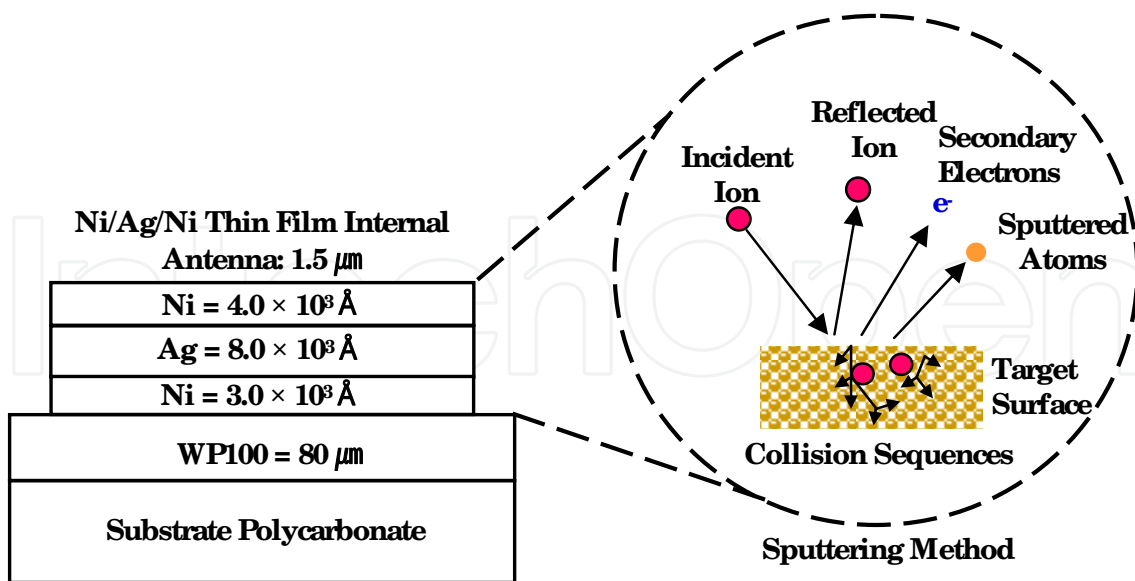 Ni/Ag/Ni Thin Film Internal
Antenna: 1.5 ㎛
Ni = 4.0 × 10³ Å
Ag = 8.0 × 10³ Å
Ni = 3.0 × 10³ Å
WP100 = 80 ㎛
Substrate Polycarbonate
Incident
Ion
Reflected
Ion
Secondary
Electrons
e-
Sputtered
Atoms
Target
Surface
Collision Sequences
Sputtering Method
InTechOpen